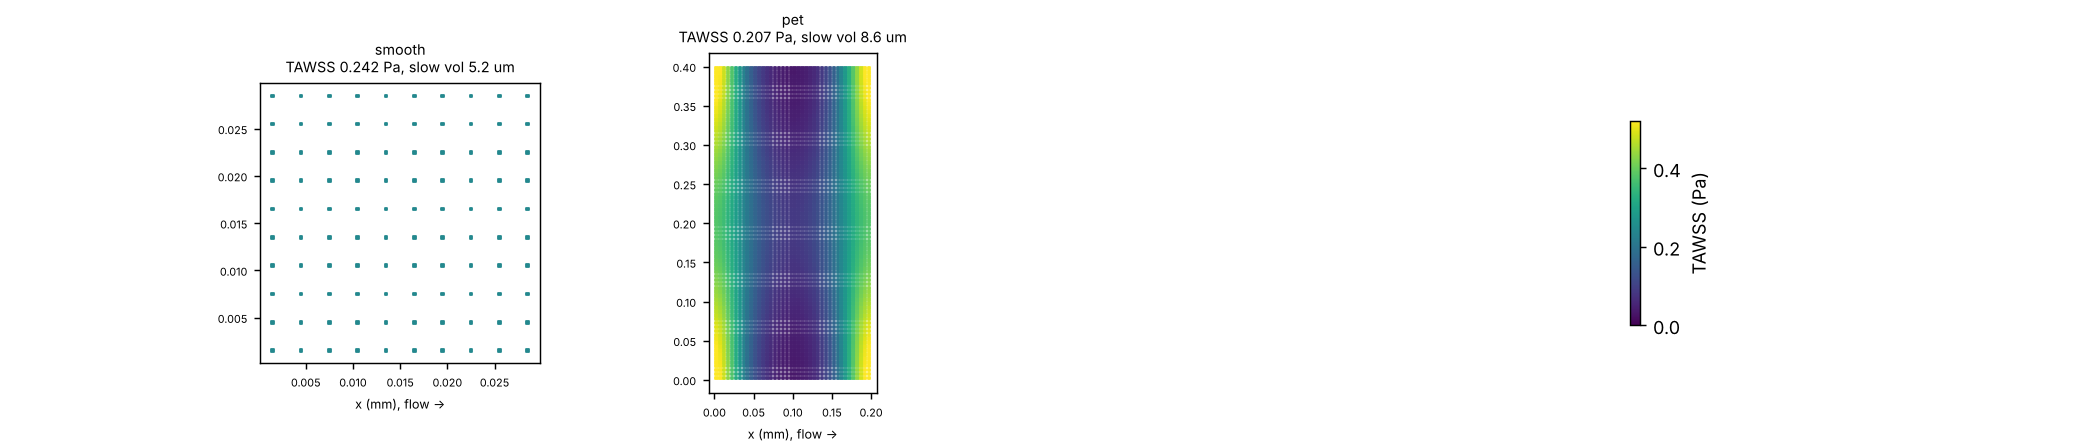 smooth
TAWSS 0.242 Pa, slow vol 5.2 um
0.025
0.020
0.015
0.010
0.005
0.005 0.010 0.015 0.020 0.025
x (mm), flow →
pet
TAWSS 0.207 Pa, slow vol 8.6 um
0.40
0.35
0.30
0.25
0.20
0.15
0.10
0.05
0.00
0.00 0.05 0.10 0.15 0.20
x (mm), flow →
0.4
0.2
0.0
TAWSS (Pa)